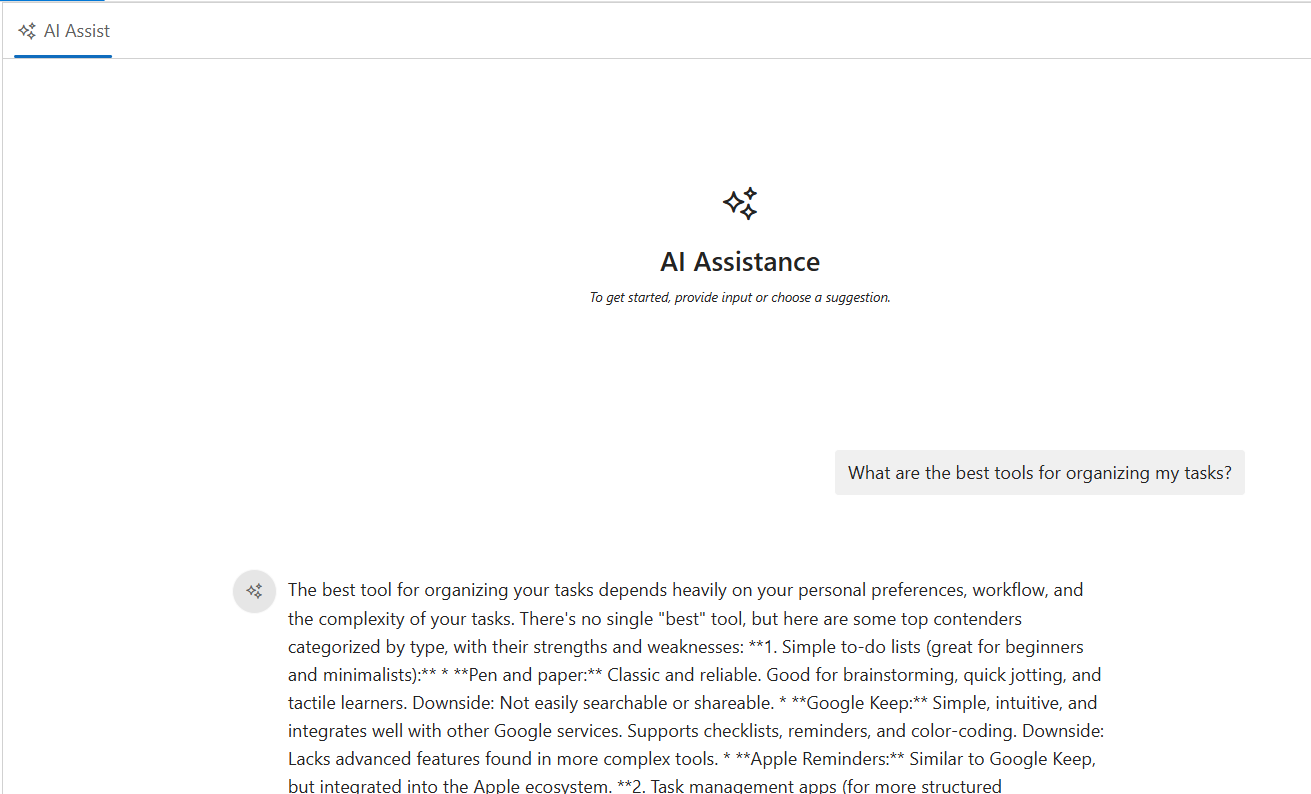 AI Assist
AI Assistance
To get started, provide input or choose a suggestion.
What are the best tools for organizing my tasks?
The best tool for organizing your tasks depends heavily on your personal preferences, workflow, and
the complexity of your tasks. There's no single "best" tool, but here are some top contenders
categorized by type, with their strengths and weaknesses: **1. Simple to-do lists (great for beginners
and minimalists):** * **Pen and paper:** Classic and reliable. Good for brainstorming, quick jotting, and
tactile learners. Downside: Not easily searchable or shareable. * **Google Keep:** Simple, intuitive, and
integrates well with other Google services. Supports checklists, reminders, and color-coding. Downside:
Lacks advanced features found in more complex tools. * **Apple Reminders:** Similar to Google Keep,
but integrated into the Apple ecosystem. **2. Task management apps (for more structured